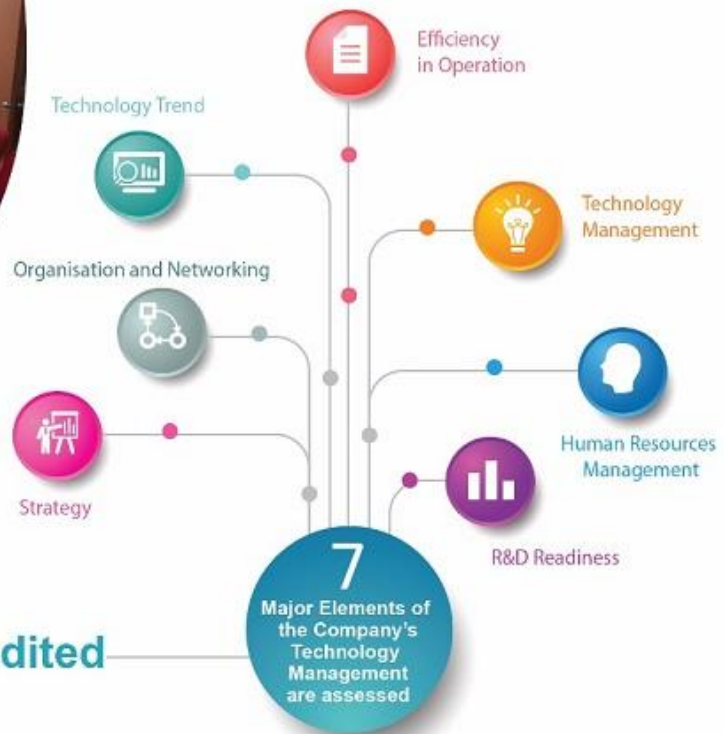 Efficiency
in Operation
Technology Trend
Technology
Management
Organisation and Networking
Human Resources
Management
Strategy
R&D Readiness
7
Major Elements of
the Company's
Technology
Management
are assessed
dited